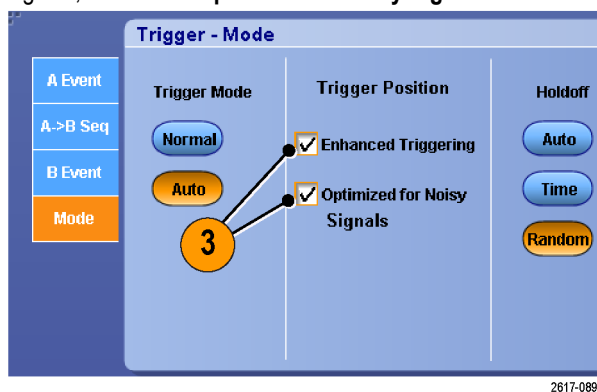 Trigger - Mode
A Event
A->B Seq
B Event
Mode
Trigger Mode
Normal
Auto
3
Trigger Position
Enhanced Triggering
Optimized for Noisy
Signals
Holdoff
Auto
Time
Random
2617-089